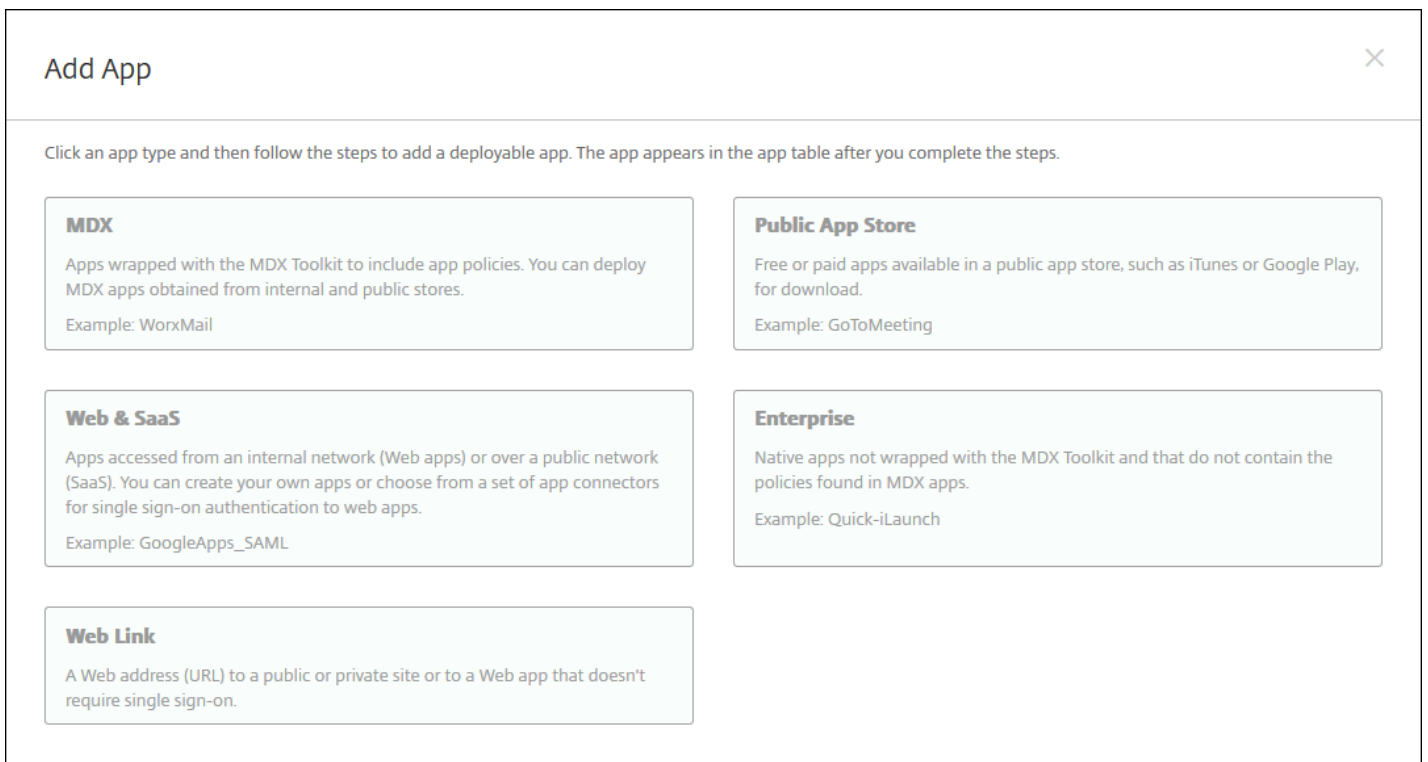 Add App
Click an app type and then follow the steps to add a deployable app. The app appears in the app table after you complete the steps.
MDX
Apps wrapped with the MDX Toolkit to include app policies. You can deploy
MDX apps obtained from internal and public stores.
Example: WorxMail
Public App Store
Free or paid apps available in a public app store, such as iTunes or Google Play,
for download.
Example: GoToMeeting
Web & SaaS
Apps accessed from an internal network (Web apps) or over a public network
(SaaS). You can create your own apps or choose from a set of app connectors
for single sign-on authentication to web apps.
Example: GoogleApps_SAML
Enterprise
Native apps not wrapped with the MDX Toolkit and that do not contain the
policies found in MDX apps.
Example: Quick-iLaunch
Web Link
A Web address (URL) to a public or private site or to a Web app that doesn't
require single sign-on.